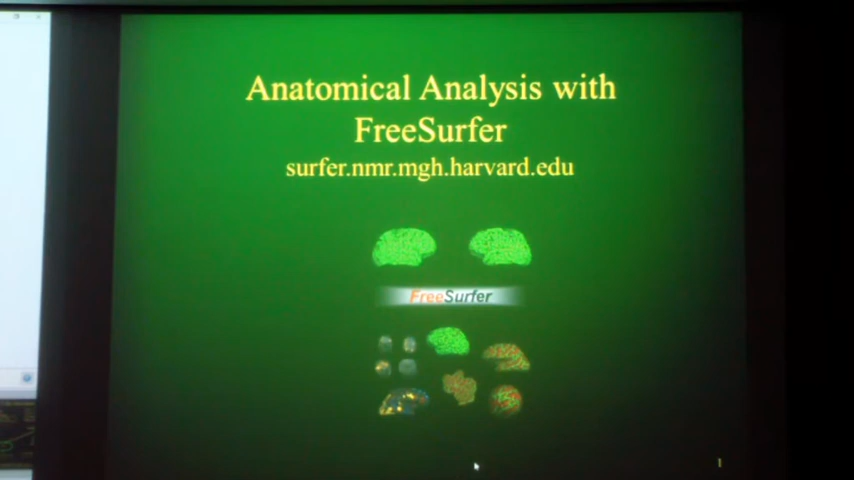 Anatomical Analysis with
FreeSurfer
surfer.nmr.mgh.harvard.edu
FreeSurfer
1